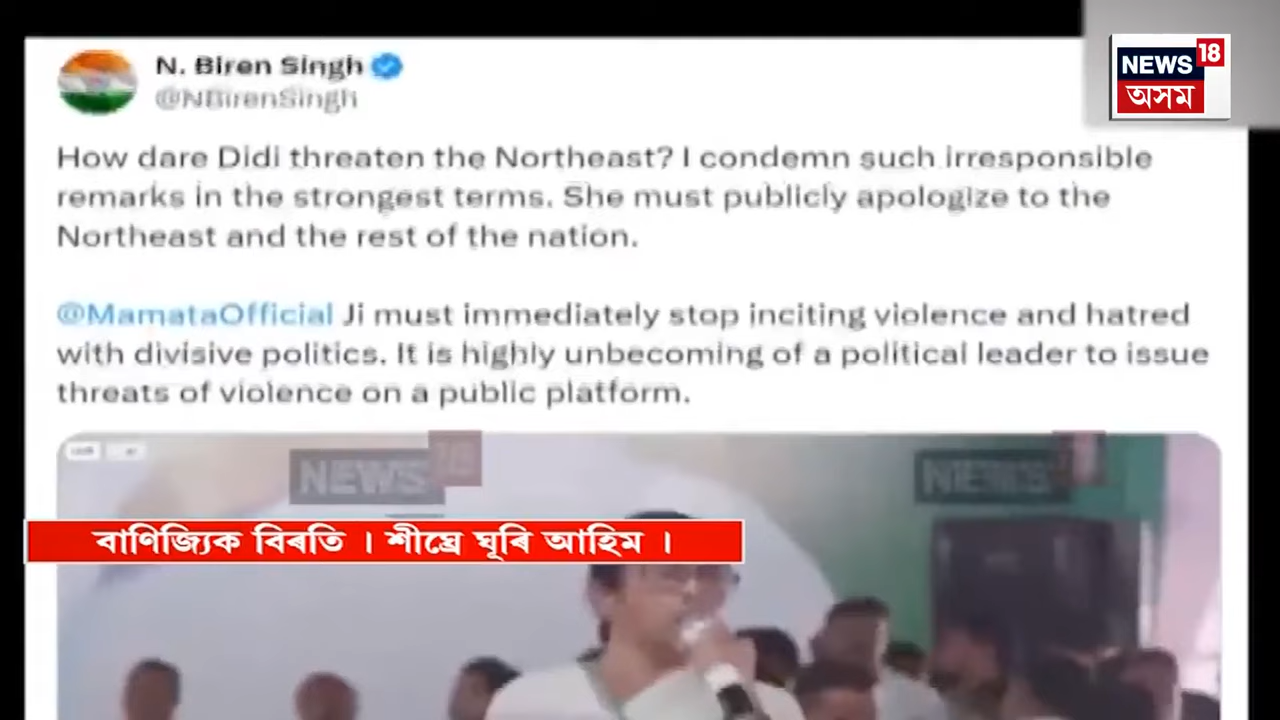 N. Biren Singh
@NBirenSingh
NEWS 18
অসম
How dare Didi threaten the Northeast? I condemn such irresponsible
remarks in the strongest terms. She must publicly apologize to the
Northeast and the rest of the nation.
@MamataOfficial Ji must immediately stop inciting violence and hatred
with divisive politics. It is highly unbecoming of a political leader to issue
threats of violence on a public platform.
NEWS 18
NEWS
বাণিজ্যিক বিৰতি । শীঘ্ৰে ঘূৰি আহিম ।